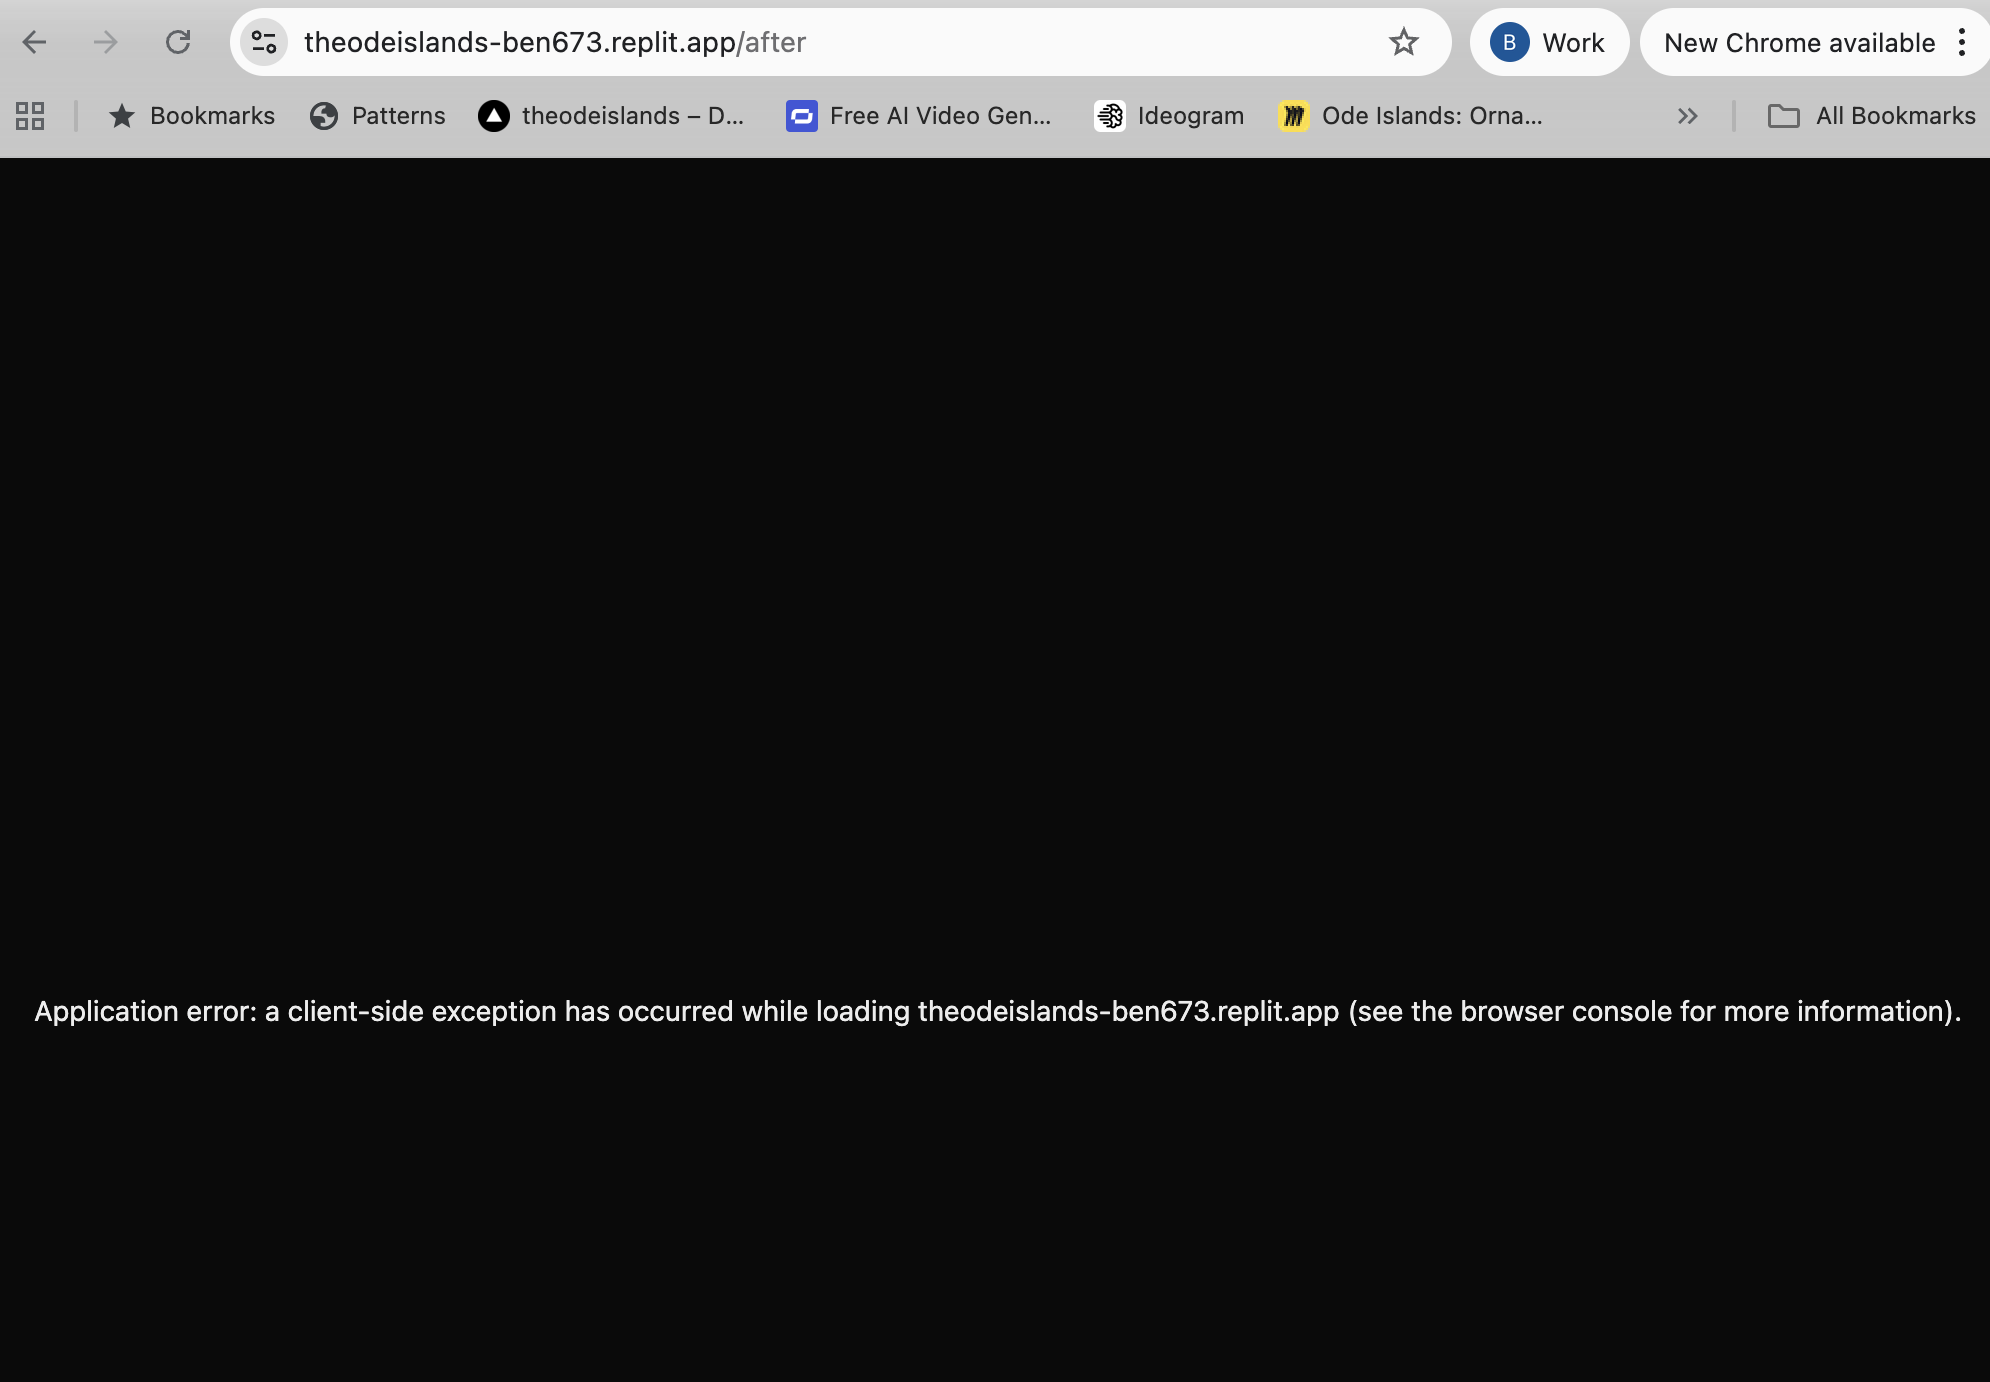 theodeislands-ben673.replit.app/after
B Work
New Chrome available
Bookmarks
Patterns
theodeislands – D...
Free AI Video Gen...
Ideogram
Ode Islands: Orna...
All Bookmarks
Application error: a client-side exception has occurred while loading theodeislands-ben673.replit.app (see the browser console for more information).